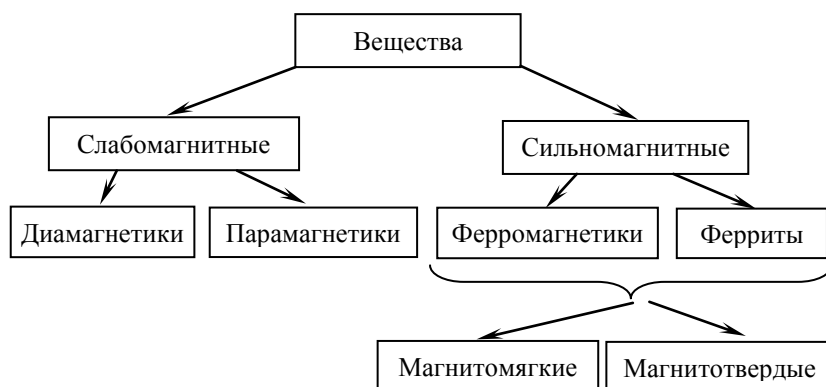 Вещества
Слабомагнитные
Сильномагнитные
Диамагнетики
Парамагнетики
Ферромагнетики
Ферриты
Магнитомягкие
Магнитотвердые